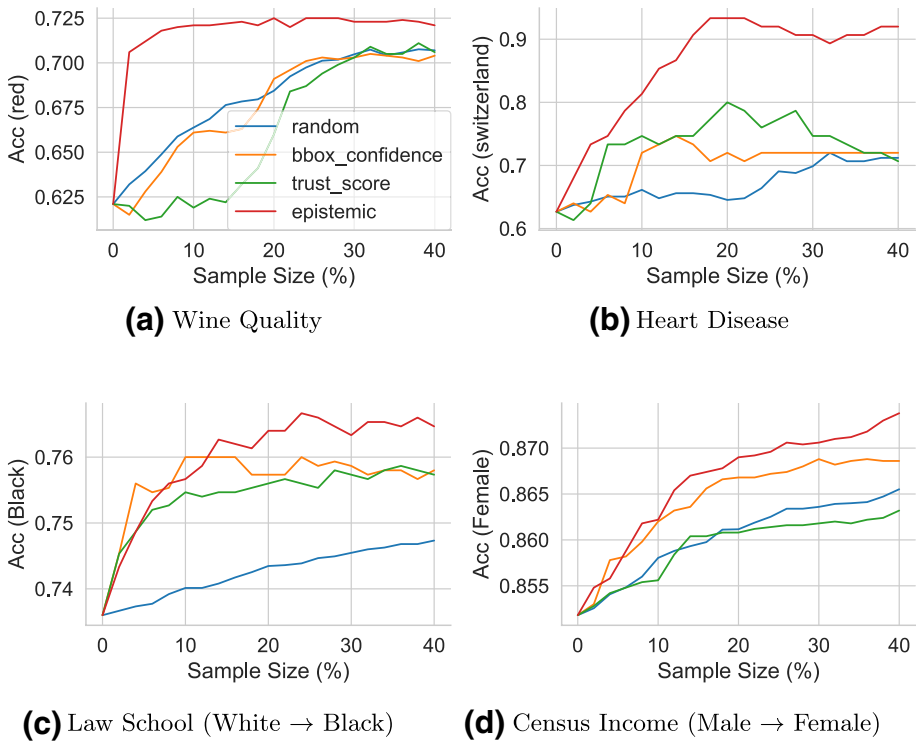 0.725
0.700
0.675
0.650
0.625
Acc (red)
random
bbox_confidence
trust_score
epistemic
0 10 20 30 40
Sample Size (%)
(a) Wine Quality
0.9
0.8
0.7
0.6
Acc (switzerland)
0 10 20 30 40
Sample Size (%)
(b) Heart Disease
0.76
0.75
0.74
Acc (Black)
0 10 20 30 40
Sample Size (%)
(c) Law School (White → Black)
0.870
0.865
0.860
0.855
Acc (Female)
0 10 20 30 40
Sample Size (%)
(d) Census Income (Male → Female)